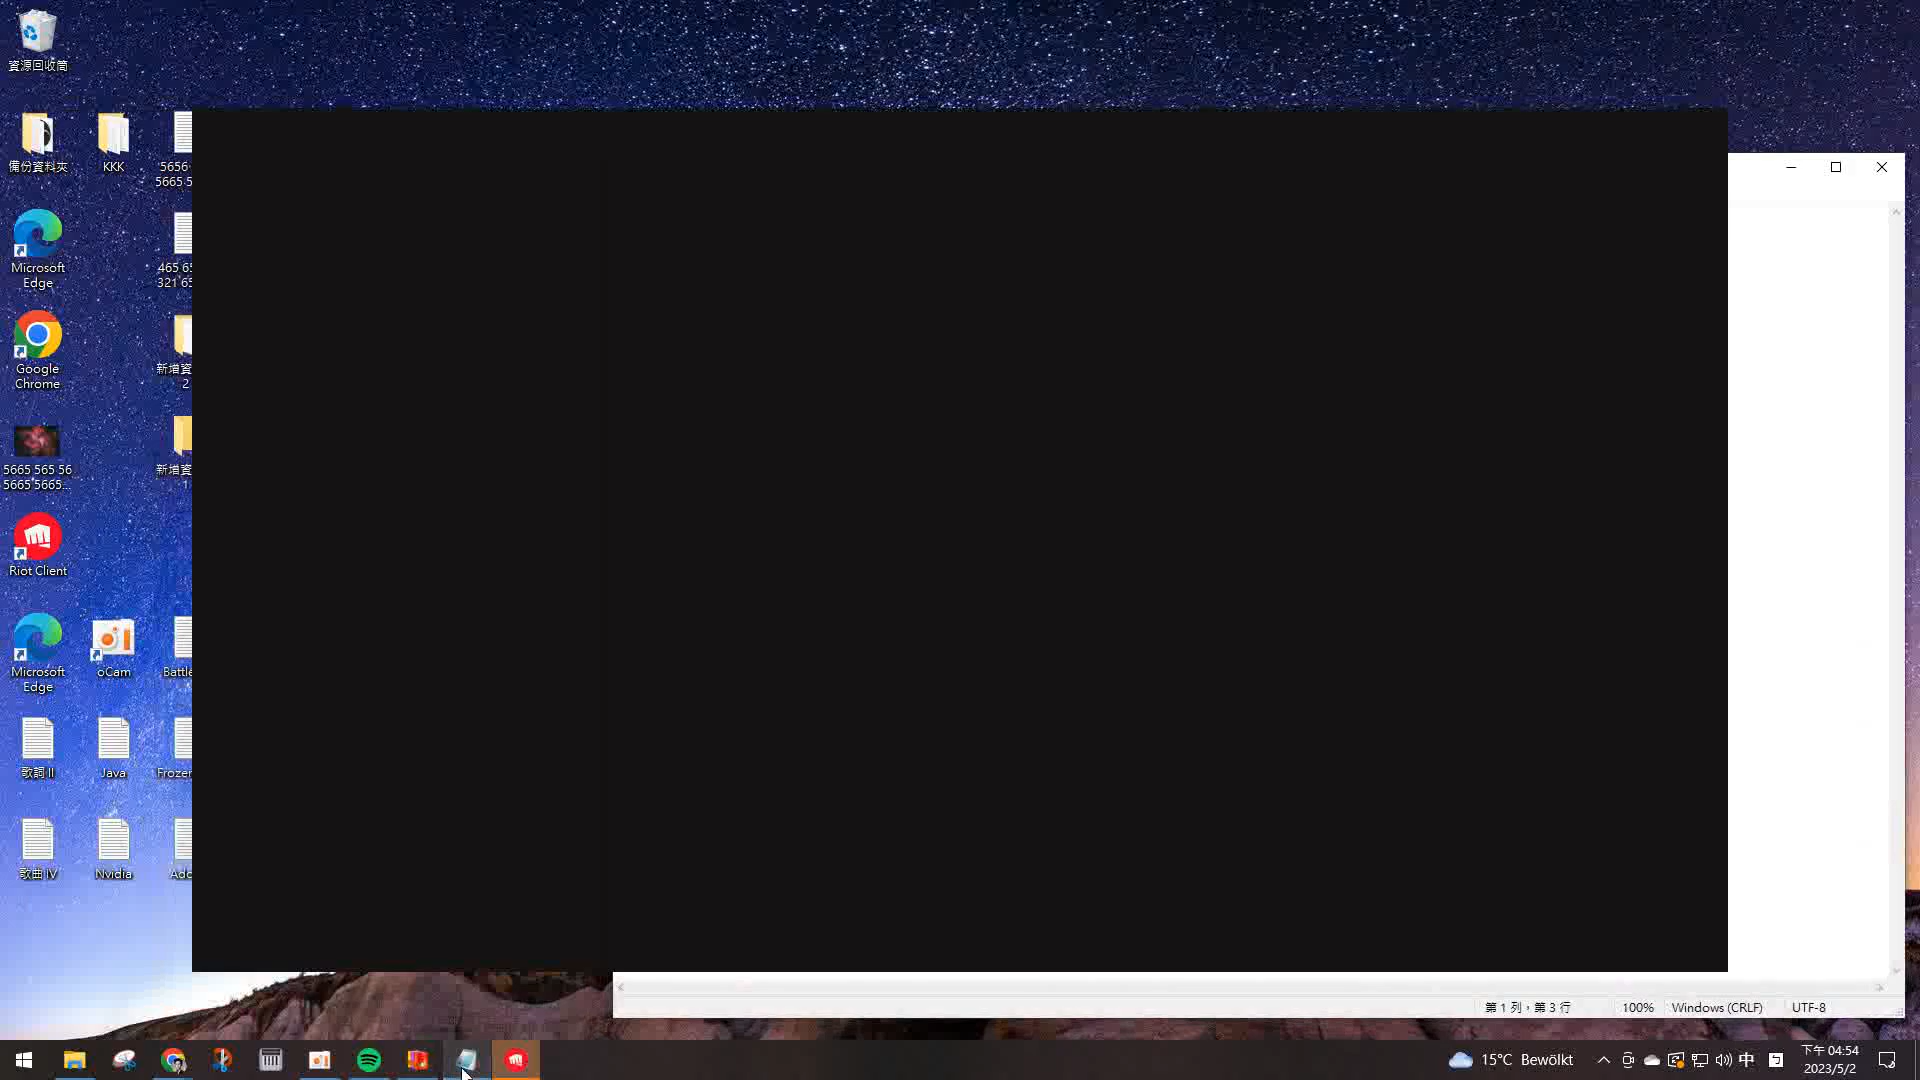 資源回收筒
備份資料夾
KKK
5656
5665 5
Microsoft
Edge
465 65
321 65
Google
Chrome
新增資
2
5665 565 56
5665 5665...
新增資
1
Riot Client
Microsoft
Edge
oCam
Battle
歌詞 II
Java
Frozen
歌曲 IV
Nvidia
Ado
第 1 列，第 3 行
100%
Windows (CRLF)
UTF-8
15°C Bewölkt
中
下午 04:54
2023/5/2